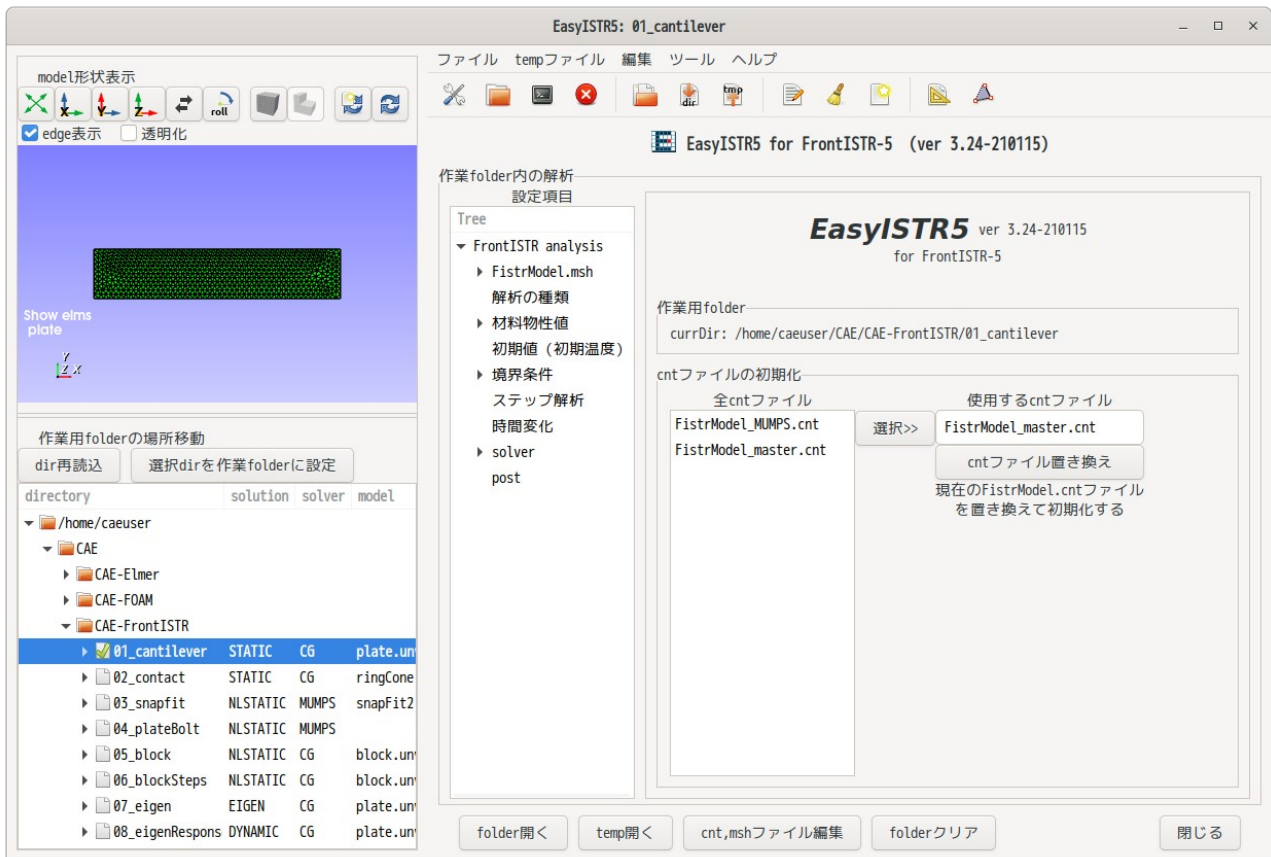 EasyISTR5: 01_cantilever
model形状表示
X
Y
Z
roll
edge表示 透明化
Show elms
plate
Y
Z X
作業用folderの場所移動
dir再読込 選択dirを作業folderに設定
directory solution solver model
/home/caeuser
CAE
CAE-Elmer
CAE-FOAM
CAE-FrontISTR
01_cantilever STATIC CG plate.un
02_contact STATIC CG ringCone
03_snapfit NLSTATIC MUMPS snapFit2
04_plateBolt NLSTATIC MUMPS
05_block NLSTATIC CG block.un
06_blockSteps NLSTATIC CG block.un
07_eigen EIGEN CG plate.un
08_eigenRespons DYNAMIC CG plate.un
ファイル tempファイル 編集 ツール ヘルプ
dir tmp
EasyISTR5 for FrontISTR-5 (ver 3.24-210115)
作業folder内の解析
設定項目
Tree
FrontISTR analysis
FistrModel.msh
解析の種類
材料物性値
初期値(初期温度)
境界条件
ステップ解析
時間変化
solver
post
EasyISTR5 ver 3.24-210115
for FrontISTR-5
作業用folder
currDir: /home/caeuser/CAE/CAE-FrontISTR/01_cantilever
cntファイルの初期化
全cntファイル
FistrModel_MUMPS.cnt
FistrModel_master.cnt
選択>>
使用するcntファイル
FistrModel_master.cnt
cntファイル置き換え
現在のFistrModel.cntファイル
を置き換えて初期化する
folder開く temp開く cnt,mshファイル編集 folderクリア 閉じる